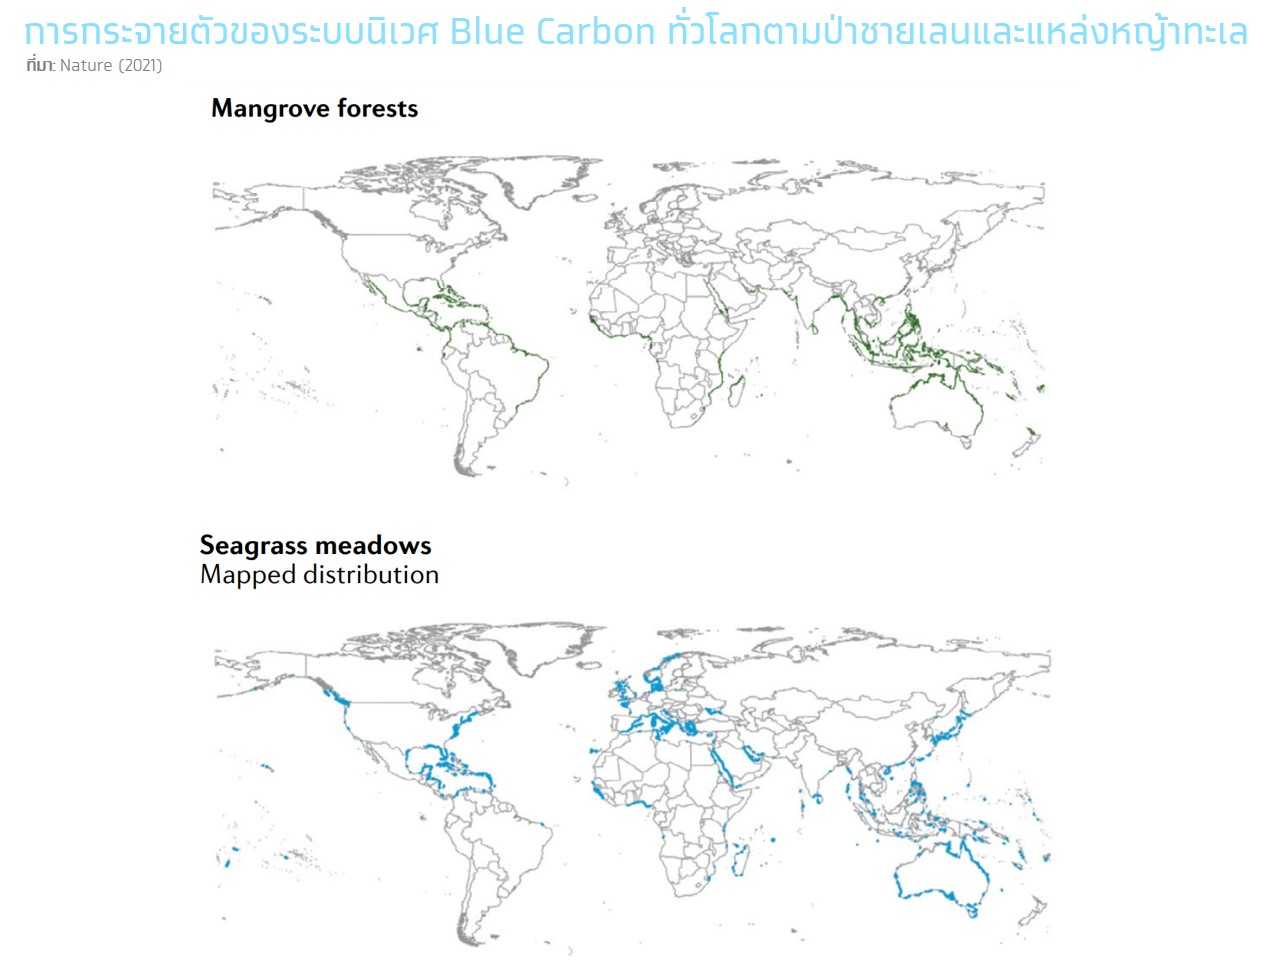 การกระจายตัวของระบบนิเวศ Blue Carbon ทั่วโลกตามป่าชายเลนและแหล่งหญ้าทะเล
ที่มา: Nature (2021)
Mangrove forests
Seagrass meadows
Mapped distribution